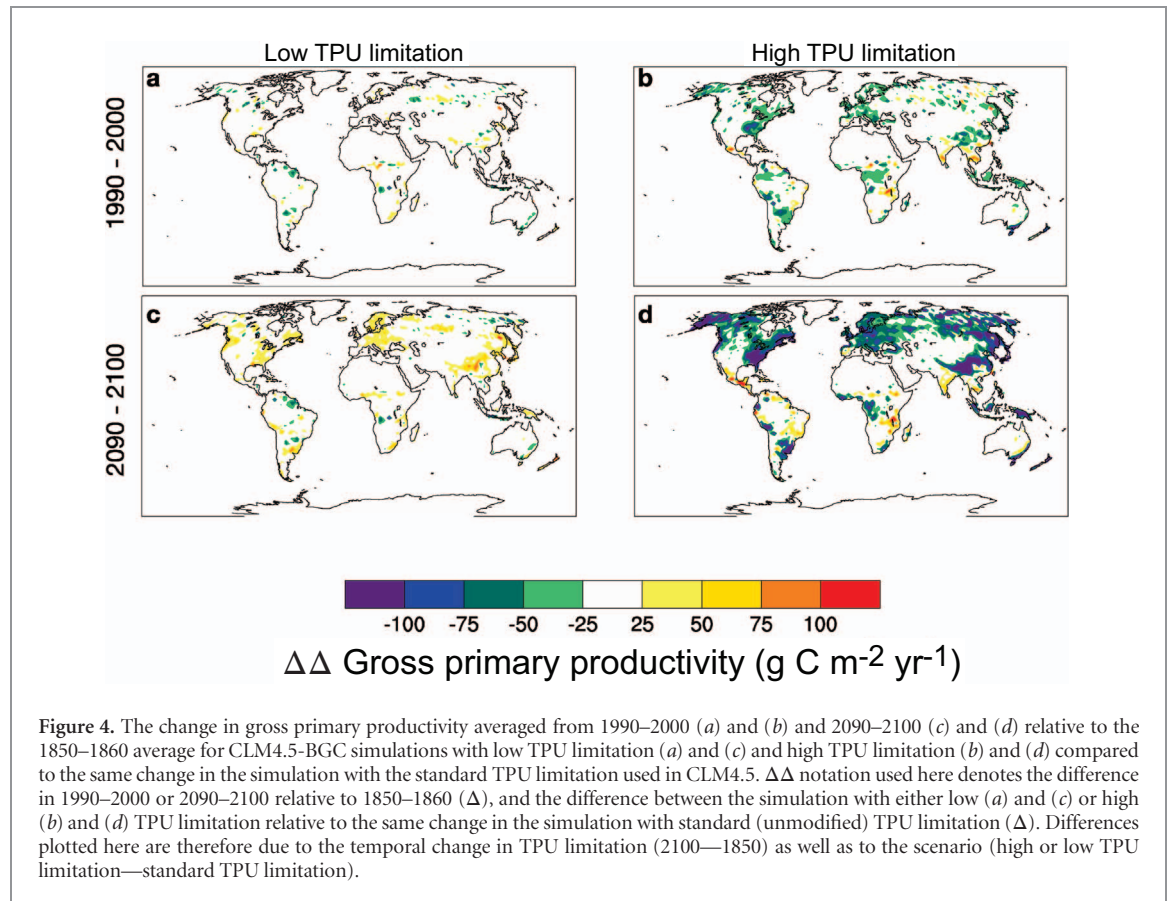 Low TPU limitation
High TPU limitation
a
b
1990 - 2000
c
d
2090 - 2100
-100 -75 -50 -25 25 50 75 100
ΔΔ Gross primary productivity (g C m-2 yr-1)
Figure 4. The change in gross primary productivity averaged from 1990–2000 (a) and (b) and 2090–2100 (c) and (d) relative to the
1850–1860 average for CLM4.5-BGC simulations with low TPU limitation (a) and (c) and high TPU limitation (b) and (d) compared
to the same change in the simulation with the standard TPU limitation used in CLM4.5. ΔΔ notation used here denotes the difference
in 1990–2000 or 2090–2100 relative to 1850–1860 (Δ), and the difference between the simulation with either low (a) and (c) or high
(b) and (d) TPU limitation relative to the same change in the simulation with standard (unmodified) TPU limitation (Δ). Differences
plotted here are therefore due to the temporal change in TPU limitation (2100—1850) as well as to the scenario (high or low TPU
limitation—standard TPU limitation).